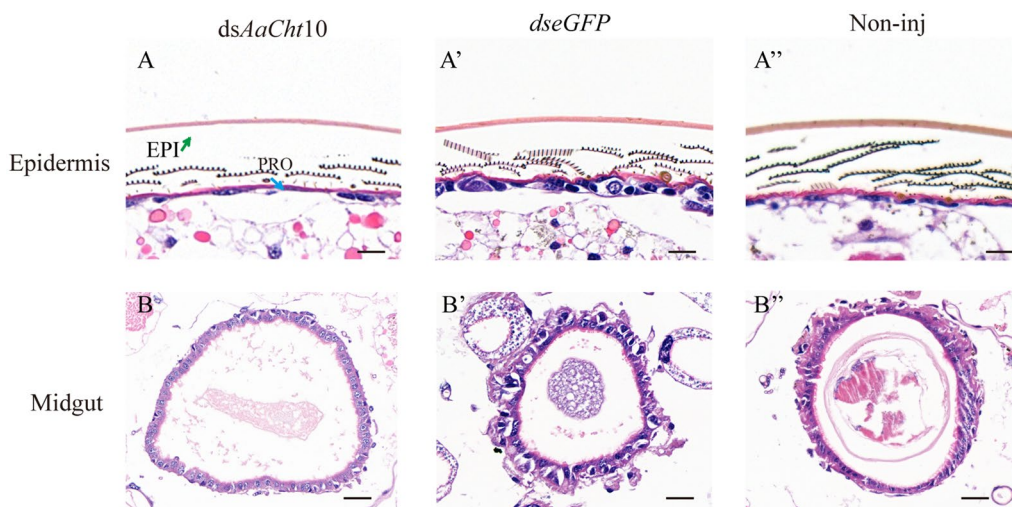 dsAaCht10 dseGFP Non-inj
A A' A''
EPI PRO
Epidermis
B B' B''
Midgut